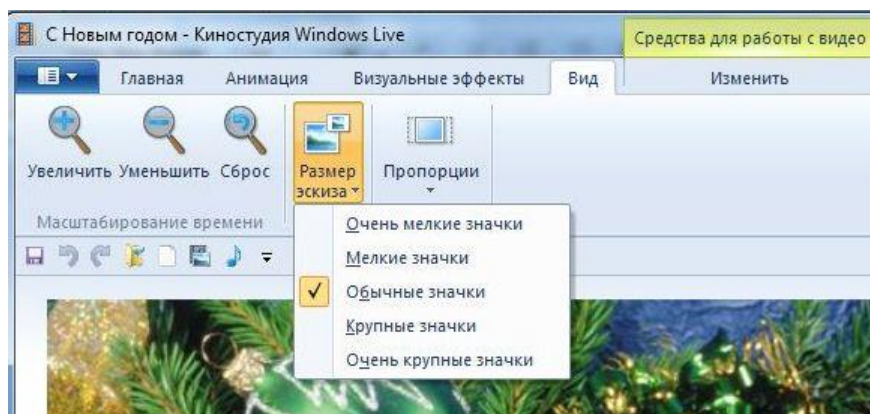 С Новым годом - Киностудия Windows Live
Средства для работы с видео
Главная Анимация Визуальные эффекты Вид Изменить
Увеличить Уменьшить Сброс Размер эскиза Пропорции
Масштабирование времени
Очень мелкие значки
Мелкие значки
Обычные значки
Крупные значки
Очень крупные значки